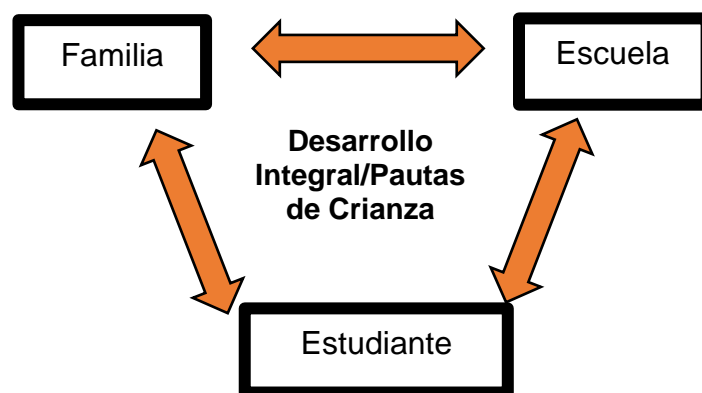 Familia
Escuela
Desarrollo
Integral/Pautas
de Crianza
Estudiante